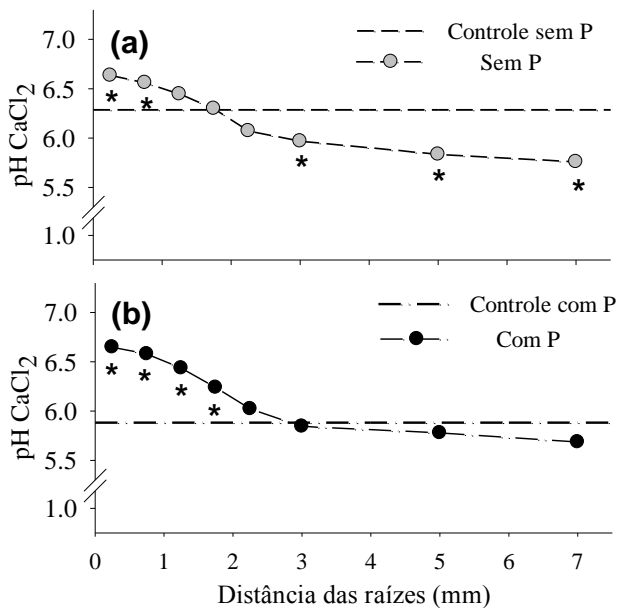 (a)
Controle sem P
Sem P
pH CaCl2
7.0
6.5
6.0
5.5
1.0
* * * * *
(b)
Controle com P
Com P
pH CaCl2
7.0
6.5
6.0
5.5
1.0
* * * *
0 1 2 3 4 5 6 7
Distância das raízes (mm)